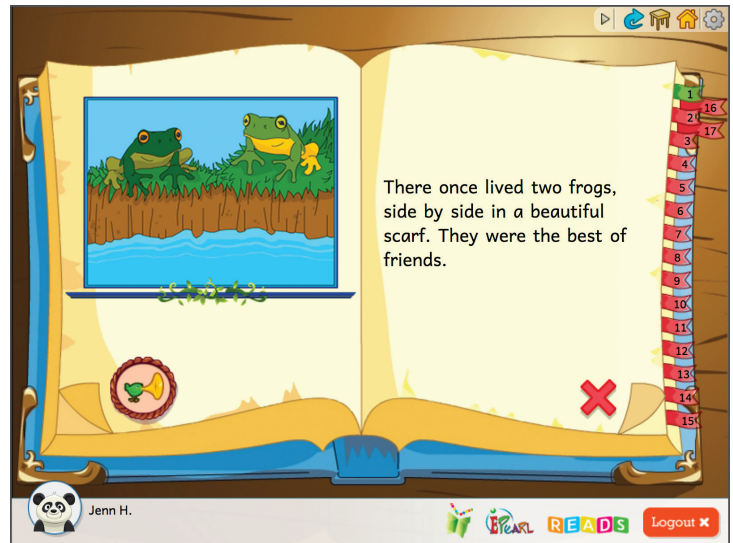 There once lived two frogs,
side by side in a beautiful
scarf. They were the best of
friends.
1
16
2
17
3
4
5
6
7
8
9
10
11
12
13
14
15
Jenn H.
EPEARL
READS
Logout ×